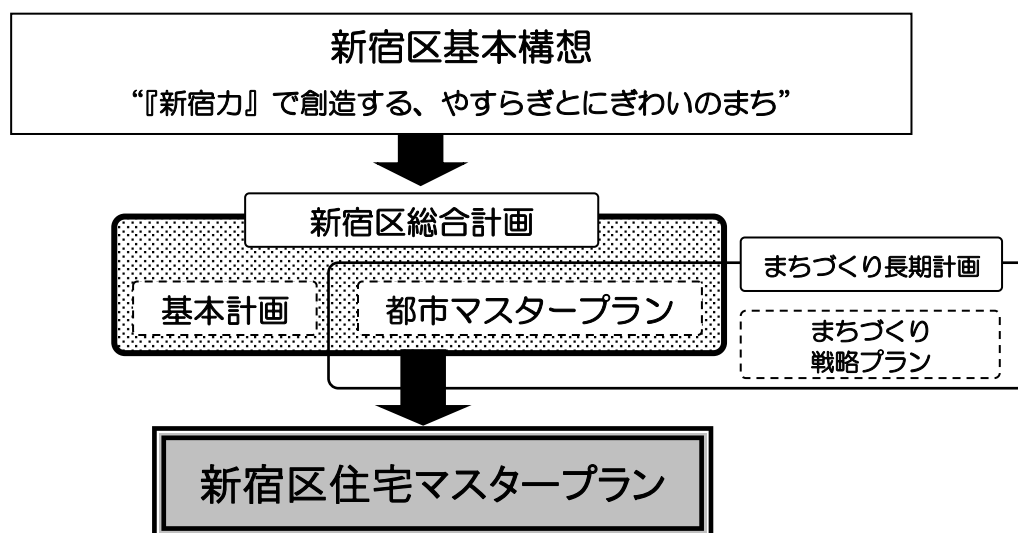 新宿区基本構想
“『新宿力』で創造する、やすらぎとにぎわいのまち”
新宿区総合計画
まちづくり長期計画
基本計画
都市マスタープラン
まちづくり
戦略プラン
新宿区住宅マスタープラン